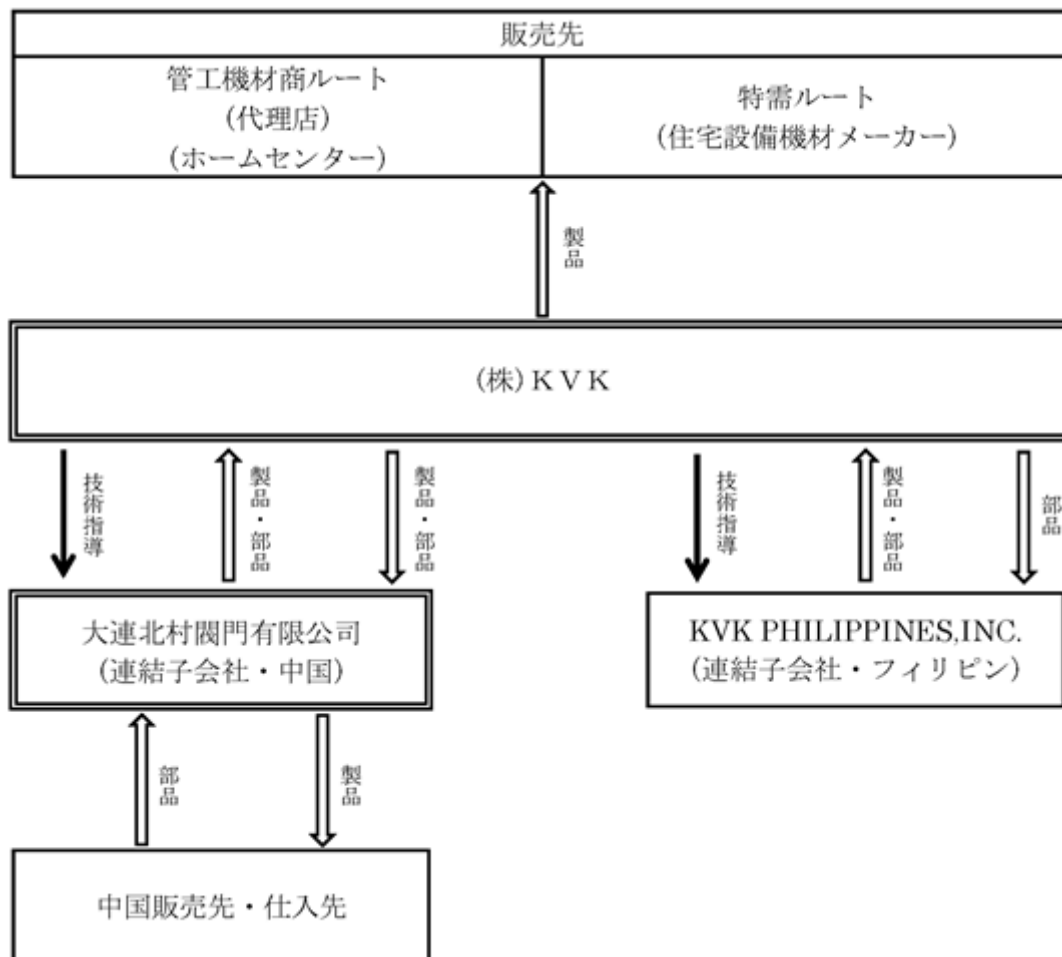 販売先
管工機材商ルート
(代理店)
(ホームセンター)
特需ルート
(住宅設備機材メーカー)
製品
(株)ＫＶＫ
技術指導
製品・部品
製品・部品
技術指導
製品・部品
部品
大連北村閥門有限公司
(連結子会社・中国)
KVK PHILIPPINES,INC.
(連結子会社・フィリピン)
部品
製品
中国販売先・仕入先